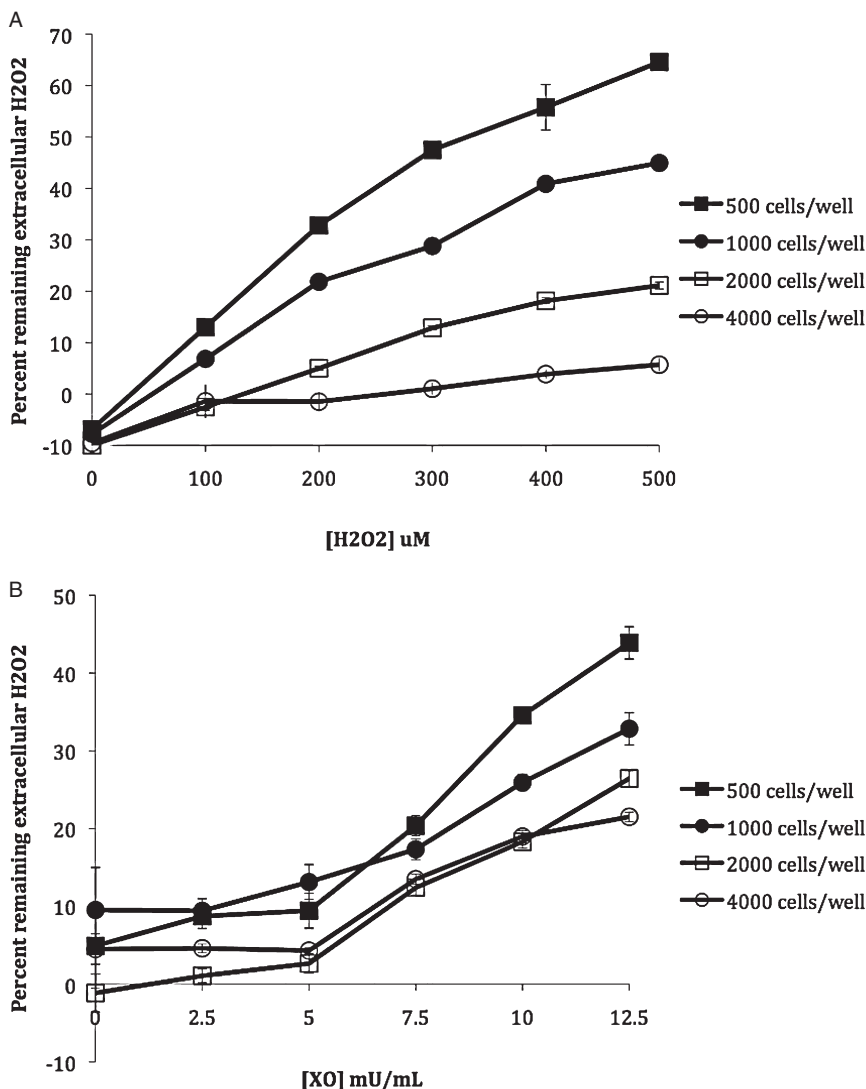 A
Percent remaining extracellular H2O2
70
60
50
40
30
20
10
0
-10
0 100 200 300 400 500
[H2O2] uM
500 cells/well
1000 cells/well
2000 cells/well
4000 cells/well
B
Percent remaining extracellular H2O2
50
40
30
20
10
0
-10
0 2.5 5 7.5 10 12.5
[XO] mU/mL
500 cells/well
1000 cells/well
2000 cells/well
4000 cells/well